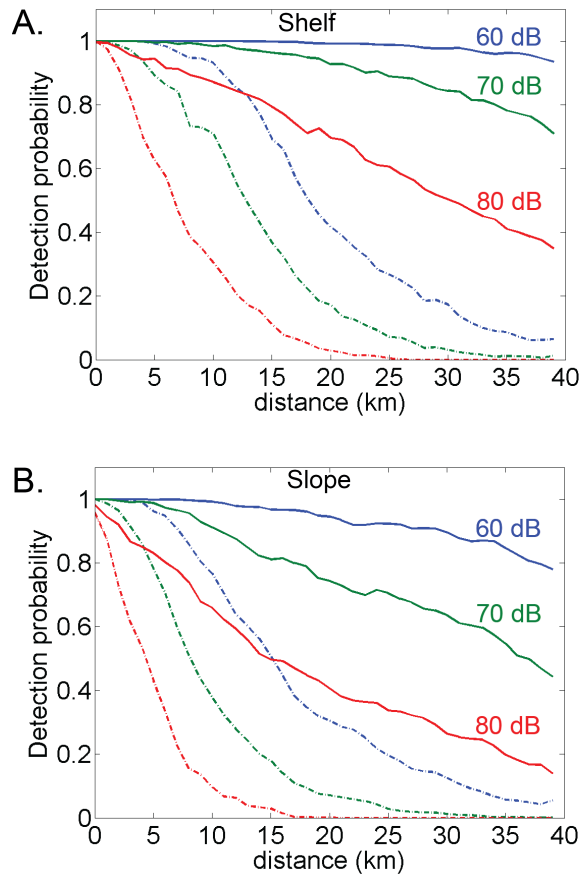 A.
Shelf
60 dB
70 dB
80 dB
Detection probability
1
0.8
0.6
0.4
0.2
0
0 5 10 15 20 25 30 35 40
distance (km)
B.
Slope
60 dB
70 dB
80 dB
Detection probability
1
0.8
0.6
0.4
0.2
0
0 5 10 15 20 25 30 35 40
distance (km)